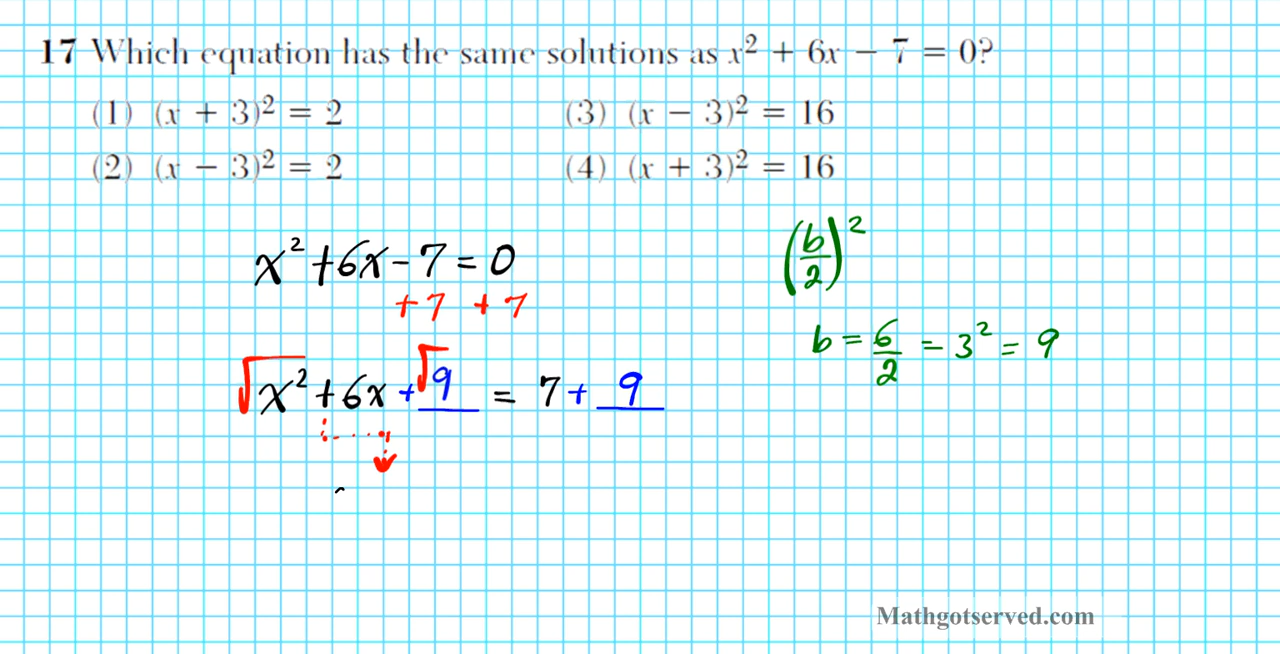 17 Which equation has the same solutions as x² + 6x − 7 = 0?
(1) (x + 3)² = 2 (3) (x − 3)² = 16
(2) (x − 3)² = 2 (4) (x + 3)² = 16
x² + 6x − 7 = 0
+7 +7
√x² + 6x + √9 = 7 + 9
(b/2)²
b = 6/2 = 3² = 9
Mathgotserved.com